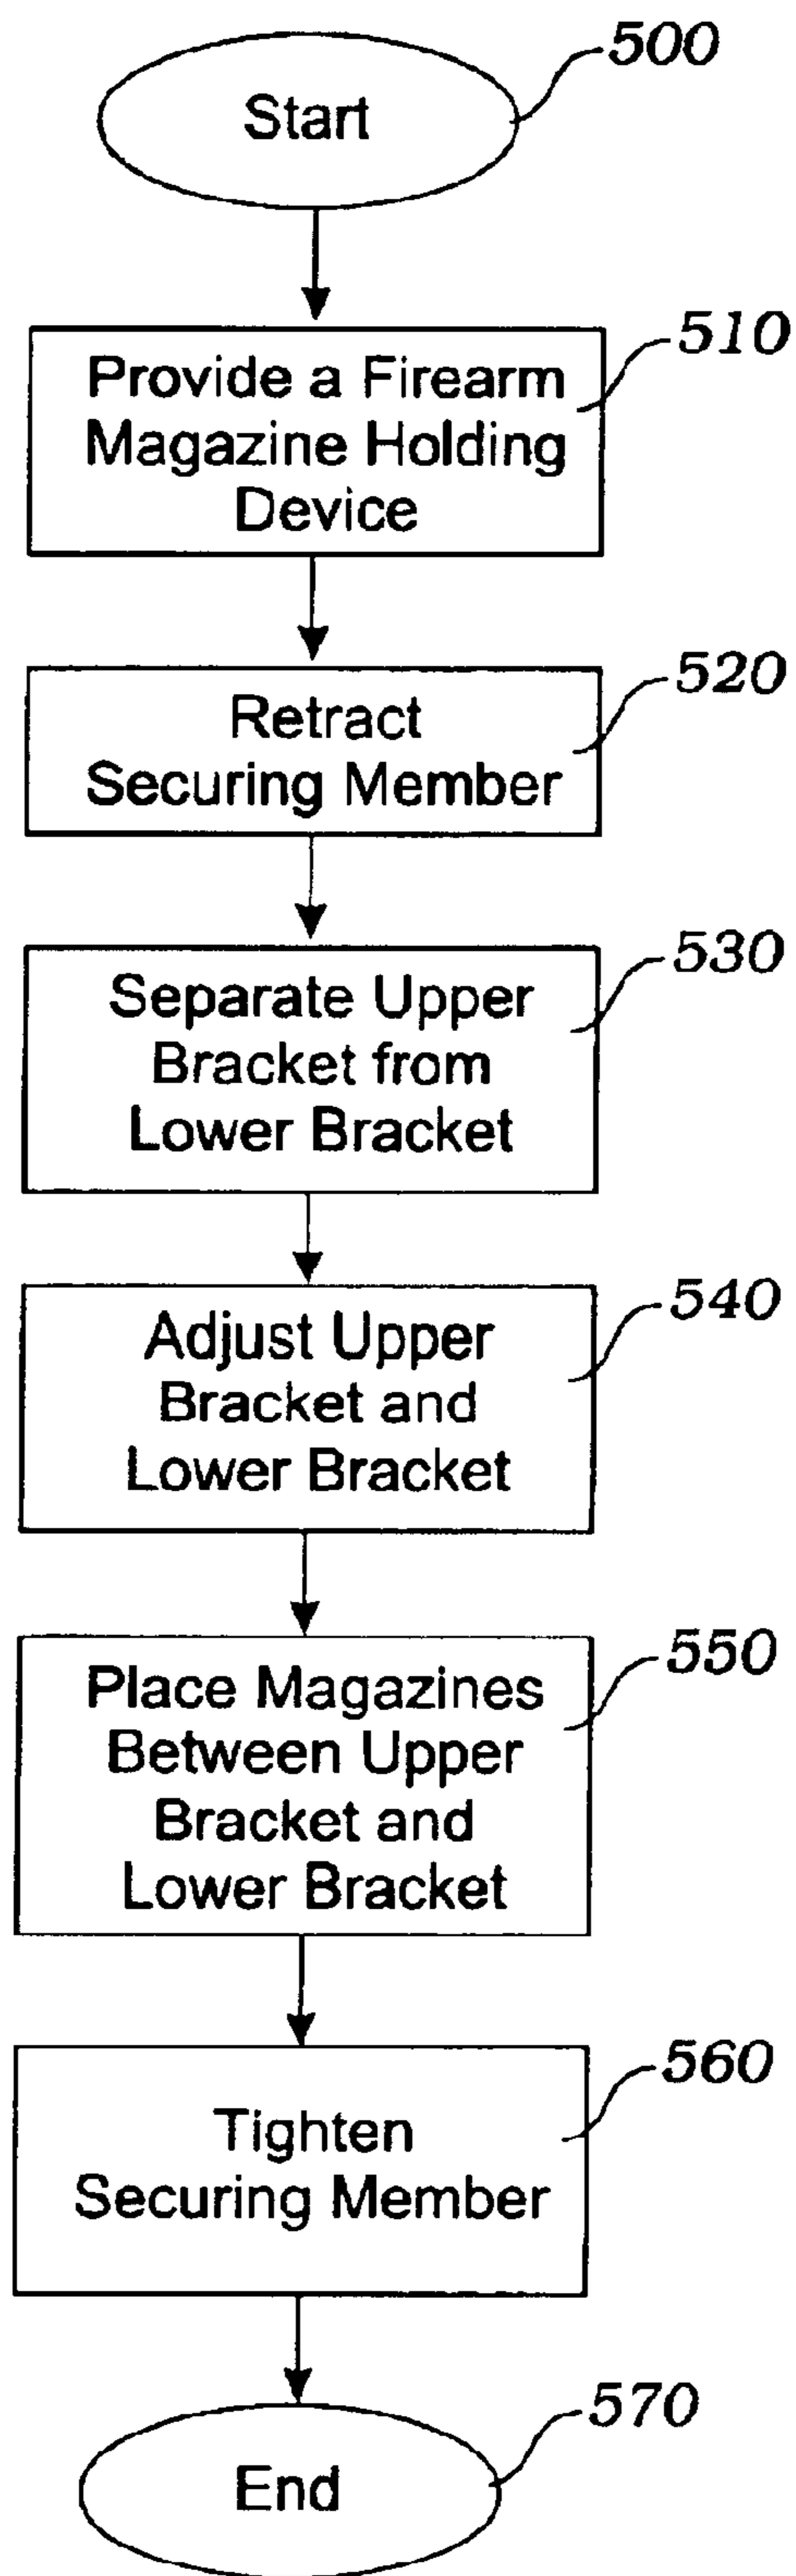 500
Start
510
Provide a Firearm
Magazine Holding
Device
520
Retract
Securing Member
530
Separate Upper
Bracket from
Lower Bracket
540
Adjust Upper
Bracket and
Lower Bracket
550
Place Magazines
Between Upper
Bracket and
Lower Bracket
560
Tighten
Securing Member
570
End